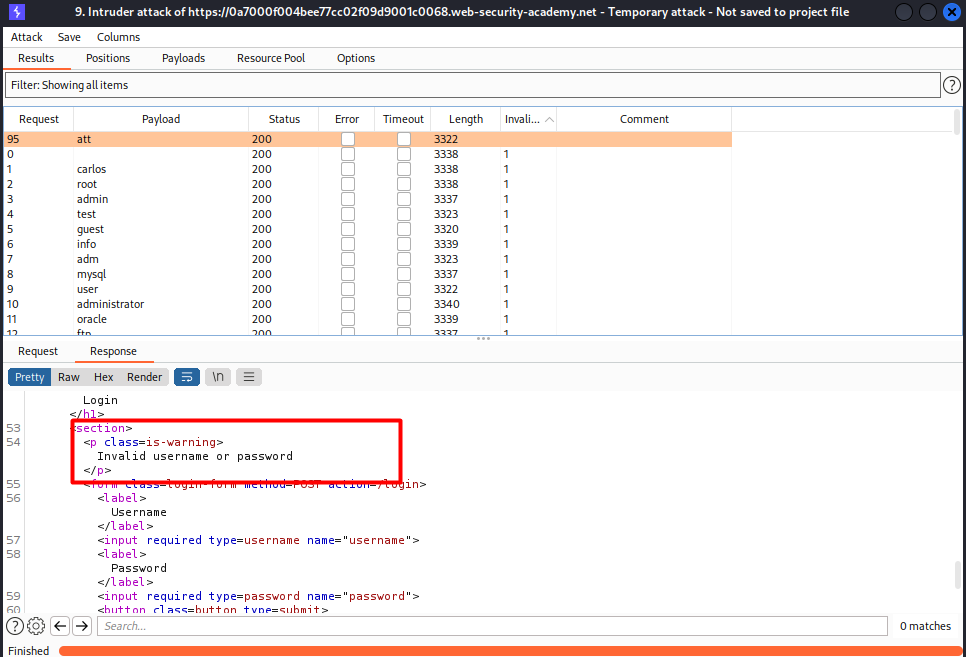 9. Intruder attack of https://0a7000f004bee77cc02f09d9001c0068.web-security-academy.net - Temporary attack - Not saved to project file
Attack Save Columns
Results Positions Payloads Resource Pool Options
Filter: Showing all items ?
Request Payload Status Error Timeout Length Invali... Comment
95 att 200 3322
0 200 3338 1
1 carlos 200 3338 1
2 root 200 3338 1
3 admin 200 3337 1
4 test 200 3323 1
5 guest 200 3320 1
6 info 200 3339 1
7 adm 200 3323 1
8 mysql 200 3337 1
9 user 200 3322 1
10 administrator 200 3340 1
11 oracle 200 3339 1
12 ftp 200 3337 1
Request Response
Pretty Raw Hex Render \n
Login
</h1>
53 <section>
54 <p class=is-warning>
Invalid username or password
</p>
55 <form class=login-form method=POST action=/login>
56 <label>
Username
</label>
57 <input required type=username name="username">
58 <label>
Password
</label>
59 <input required type=password name="password">
60 <button class=button type=submit>
? Search... 0 matches
Finished